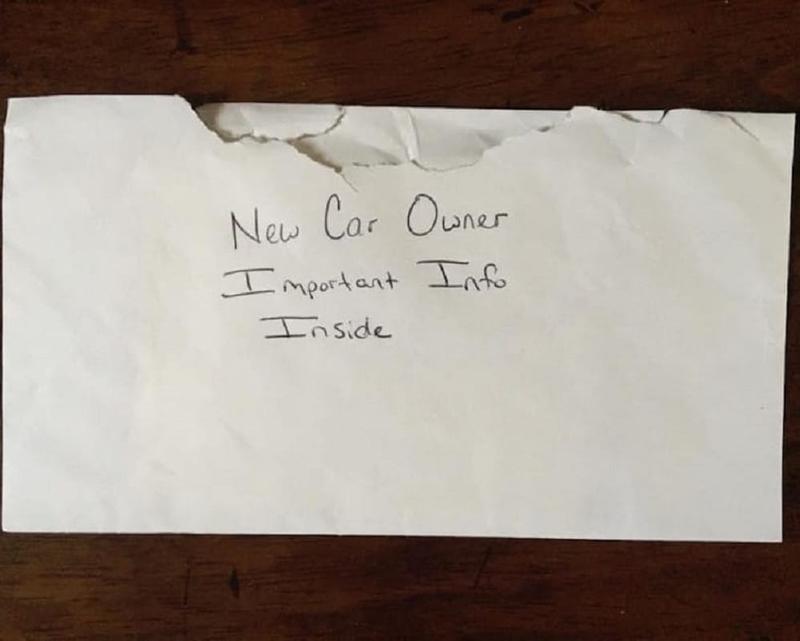 New Car Owner
Important Info
Inside